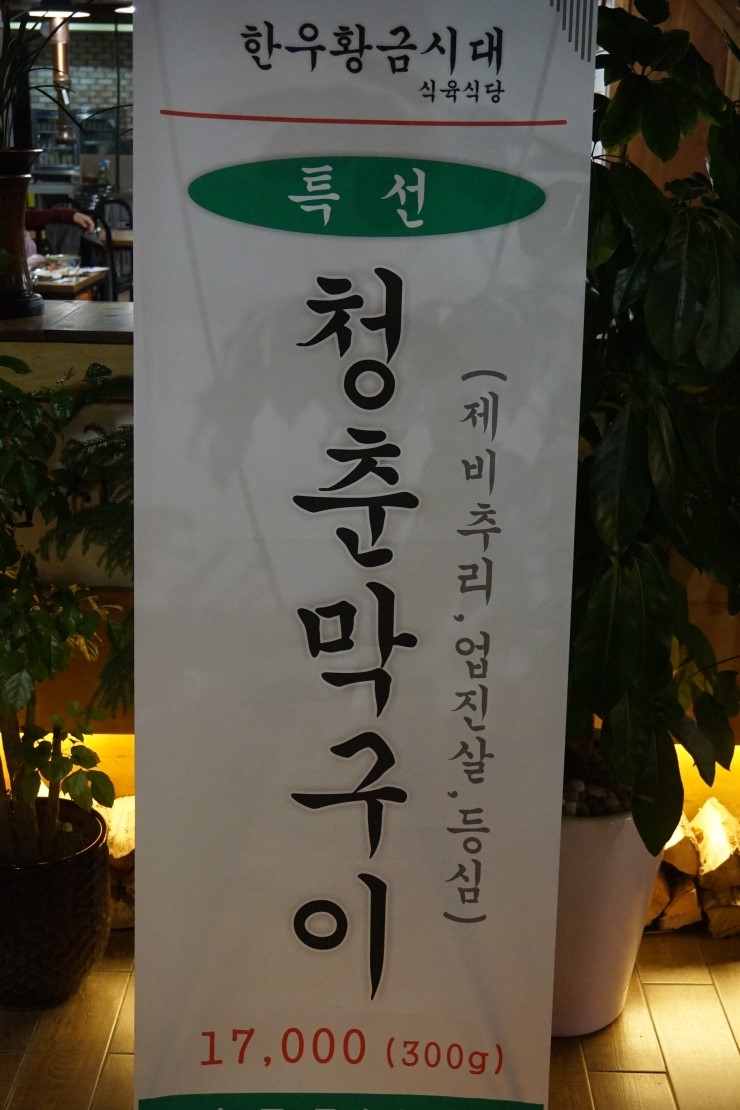 한우황금시대
식육식당
특선
청춘막구이
(제비추리·업진살·등심)
17,000 (300g)